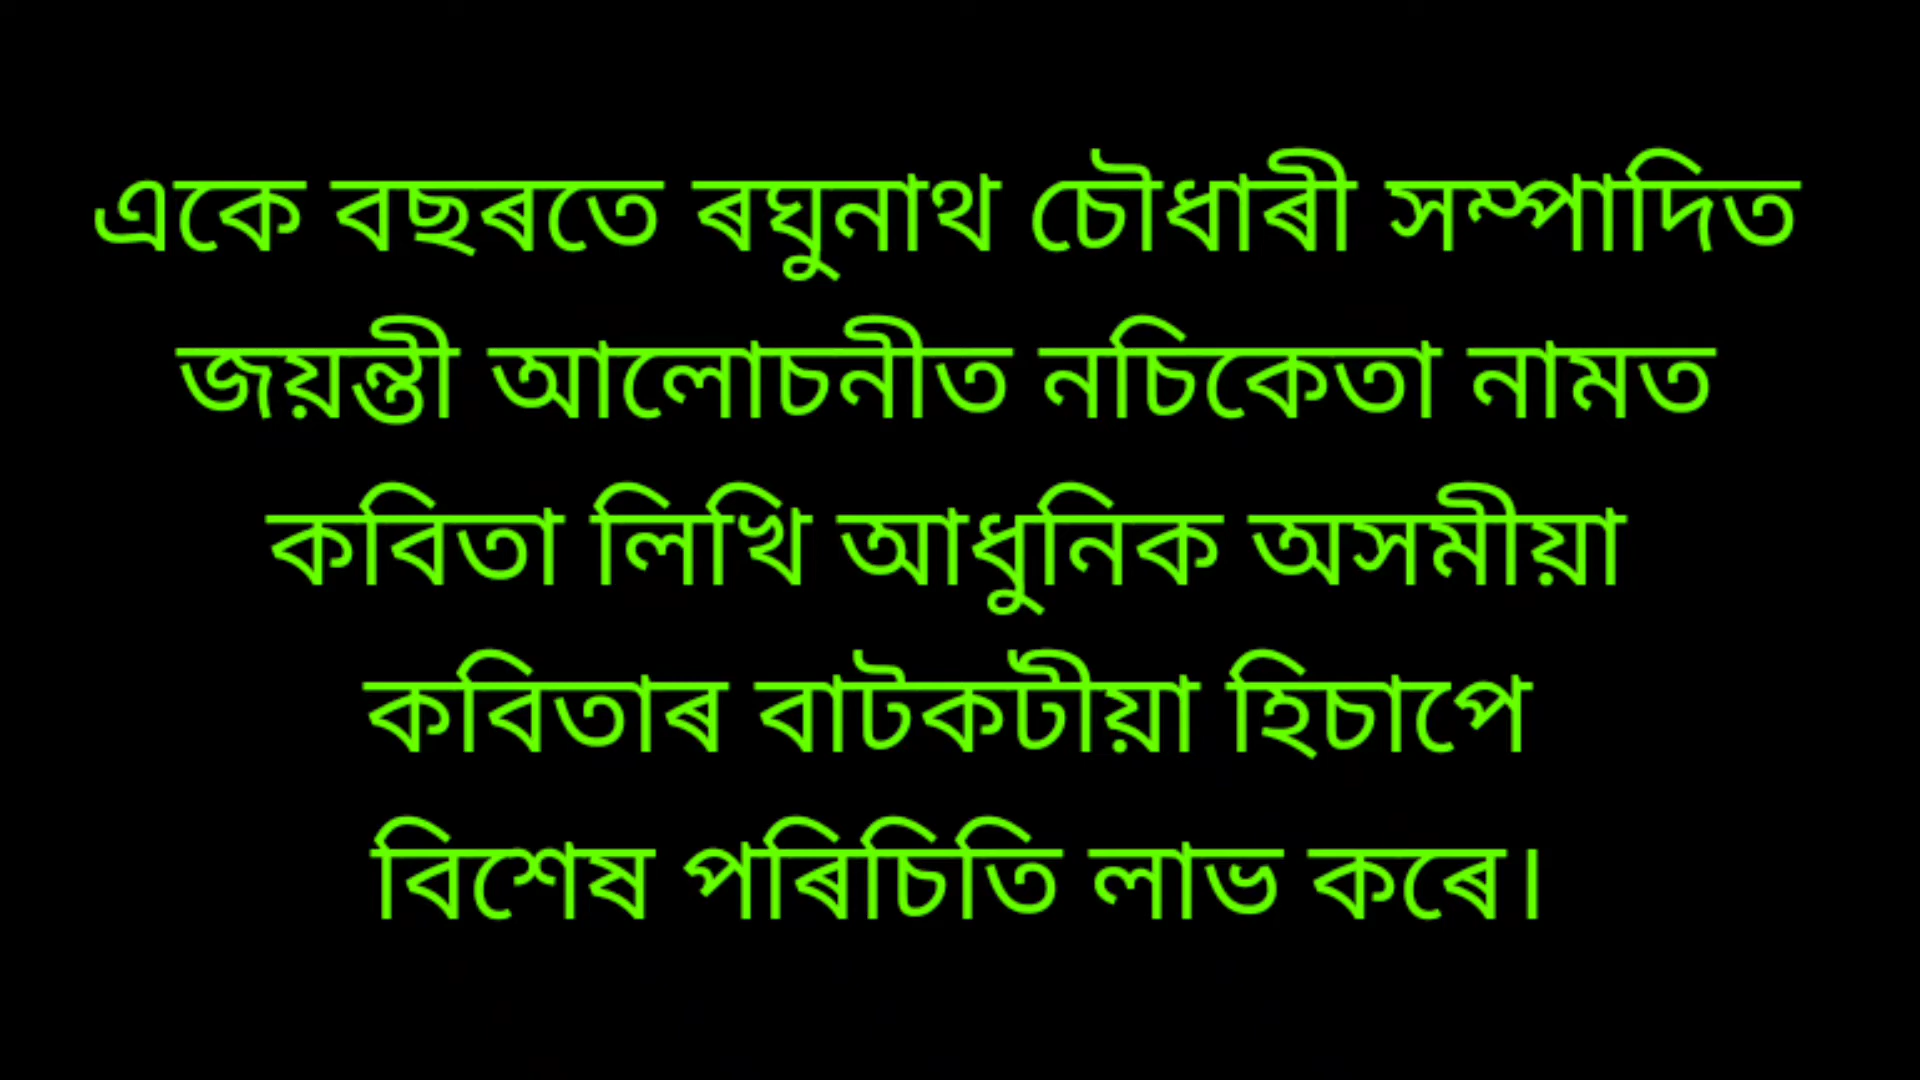 একে বছৰতে ৰঘুনাথ চৌধাৰী সম্পাদিত
জয়ন্তী আলোচনীত নচিকেতা নামত
কবিতা লিখি আধুনিক অসমীয়া
কবিতাৰ বাটকটীয়া হিচাপে
বিশেষ পৰিচিতি লাভ কৰে।